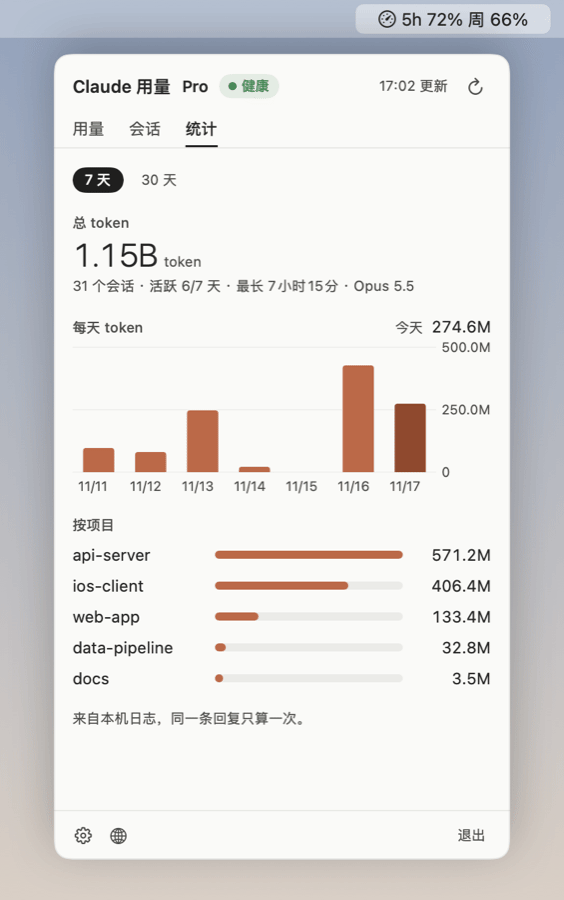 5h 72% 周 66%
Claude 用量 Pro 健康 17:02 更新
用量 会话 统计
7 天 30 天
总 token
1.15B token
31 个会话 · 活跃 6/7 天 · 最长 7小时15分 · Opus 5.5
每天 token 今天 274.6M
500.0M
250.0M
0
11/11 11/12 11/13 11/14 11/15 11/16 11/17
按项目
api-server 571.2M
ios-client 406.4M
web-app 133.4M
data-pipeline 32.8M
docs 3.5M
来自本机日志，同一条回复只算一次。
退出